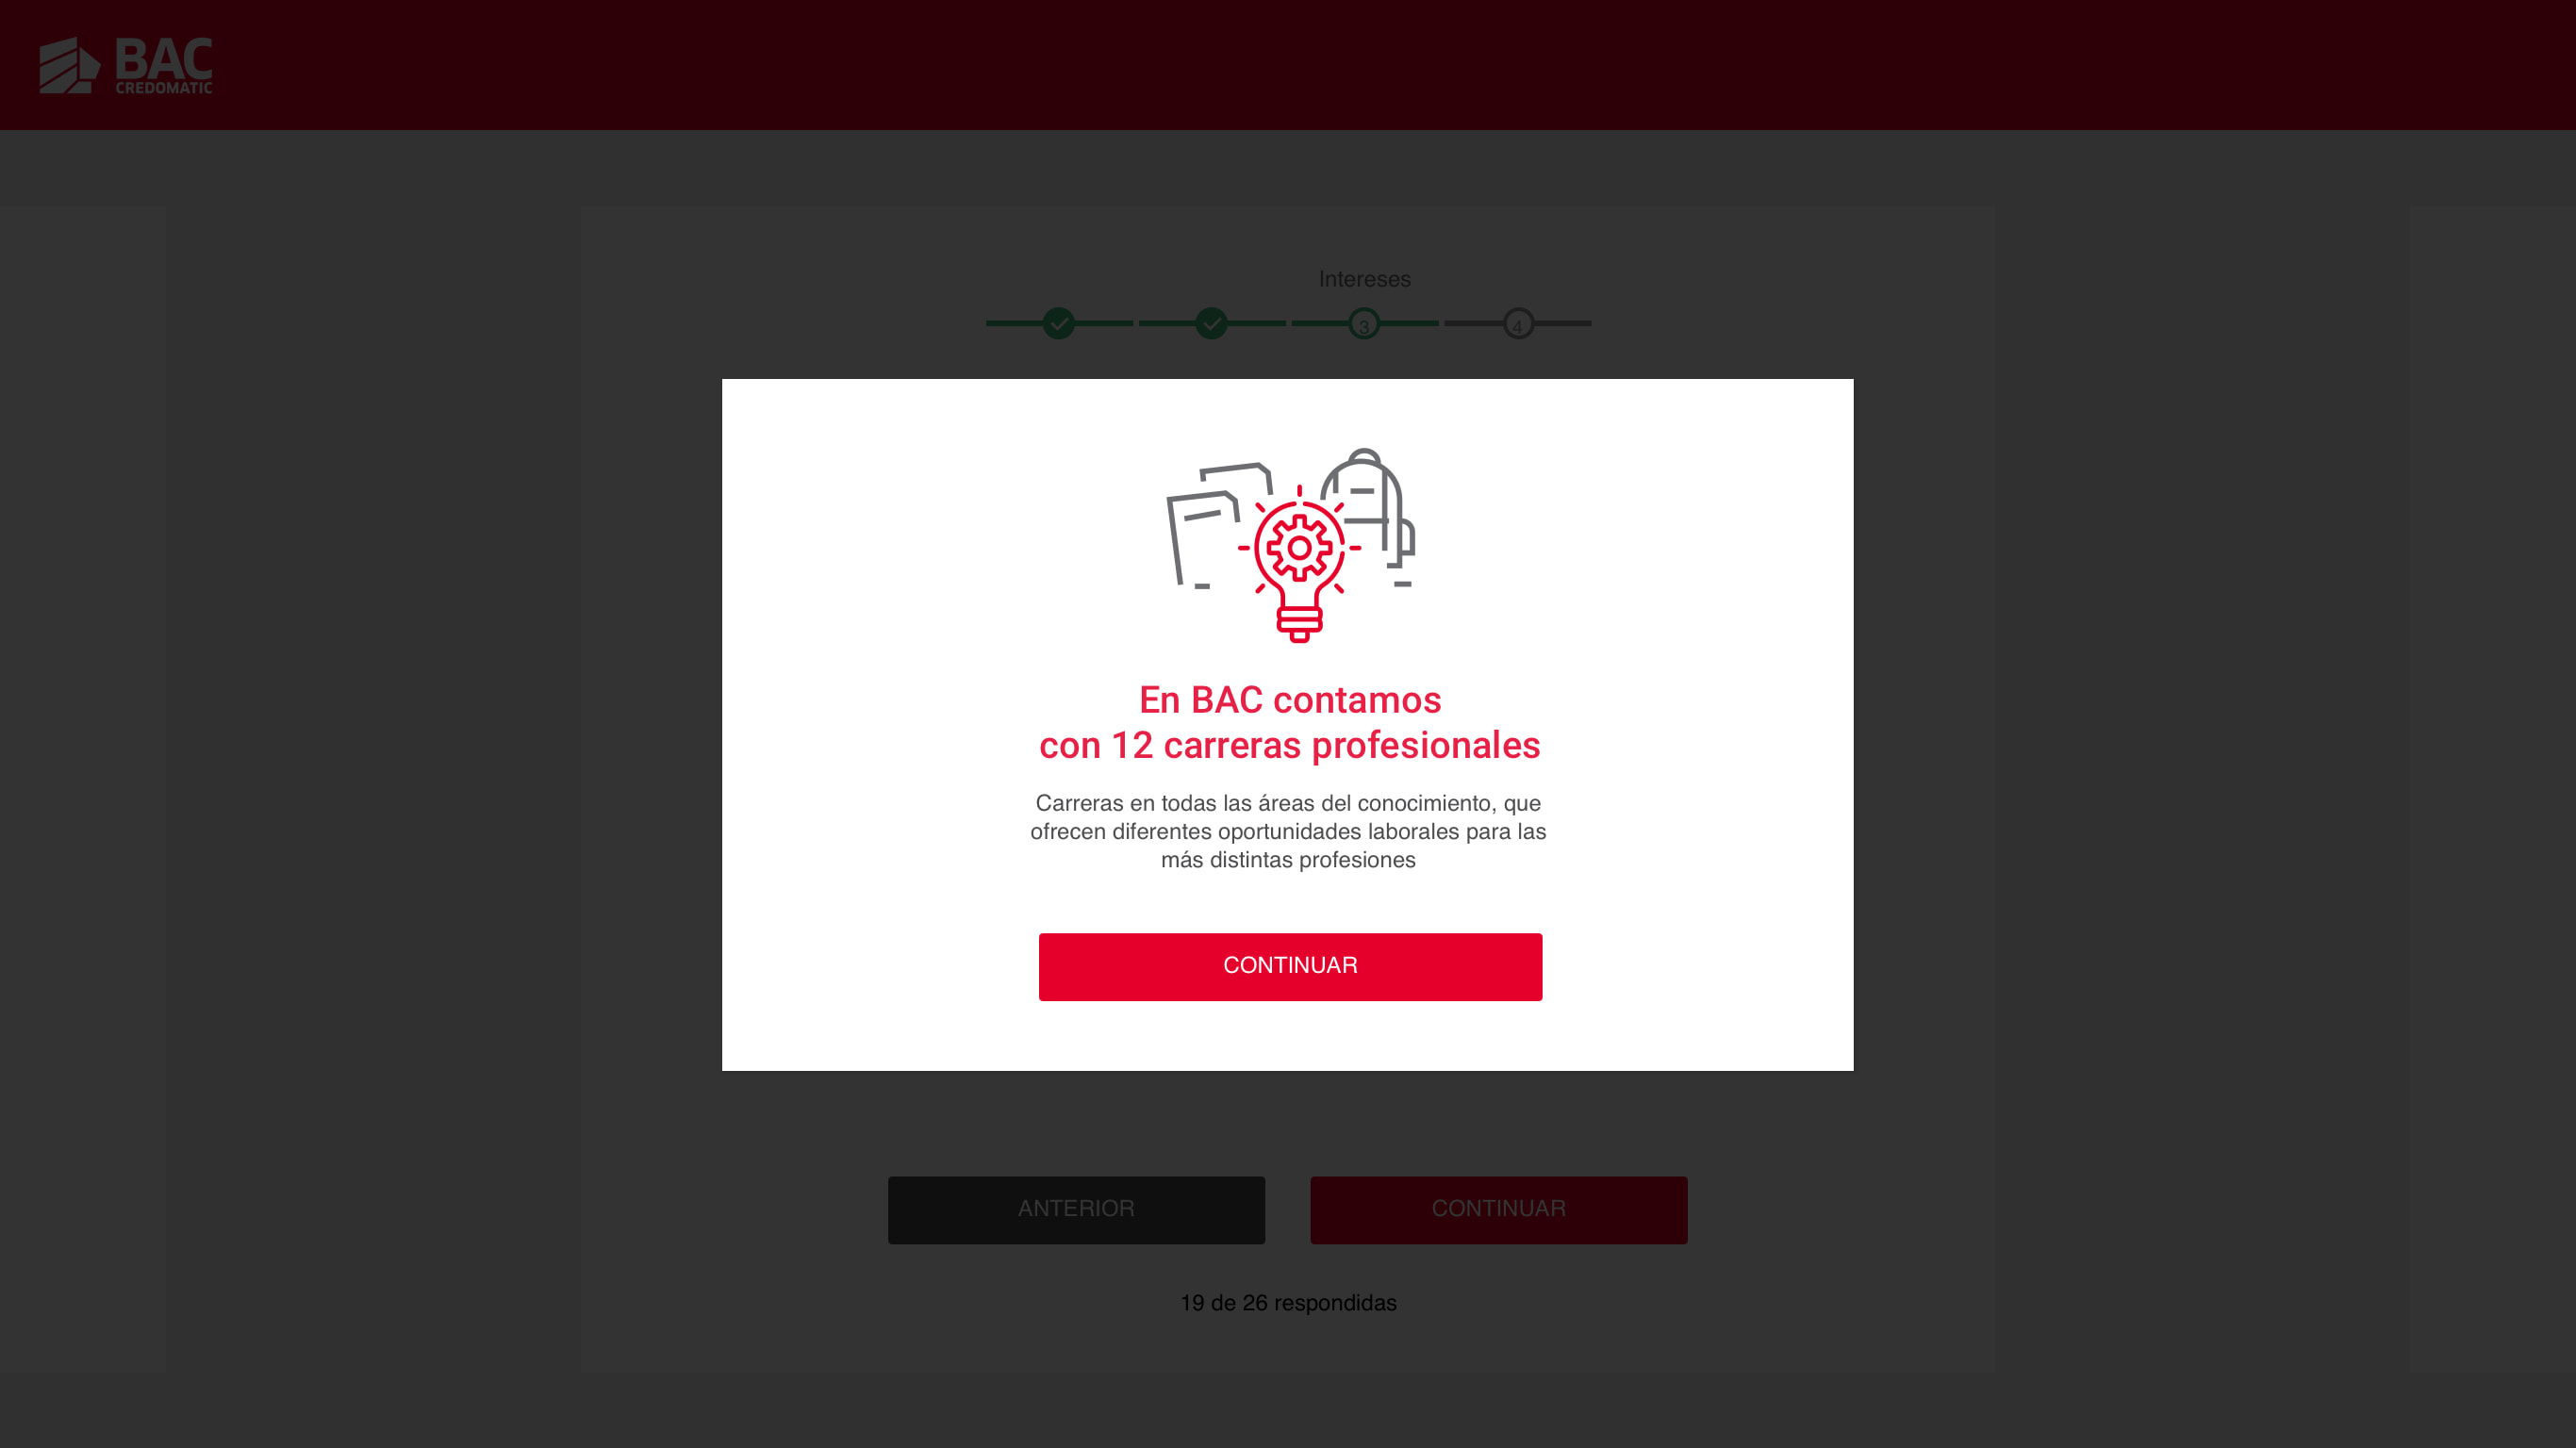 BAC
CREDOMATIC
Intereses
3
4
En BAC contamos
con 12 carreras profesionales
Carreras en todas las áreas del conocimiento, que
ofrecen diferentes oportunidades laborales para las
más distintas profesiones
CONTINUAR
ANTERIOR
CONTINUAR
19 de 26 respondidas